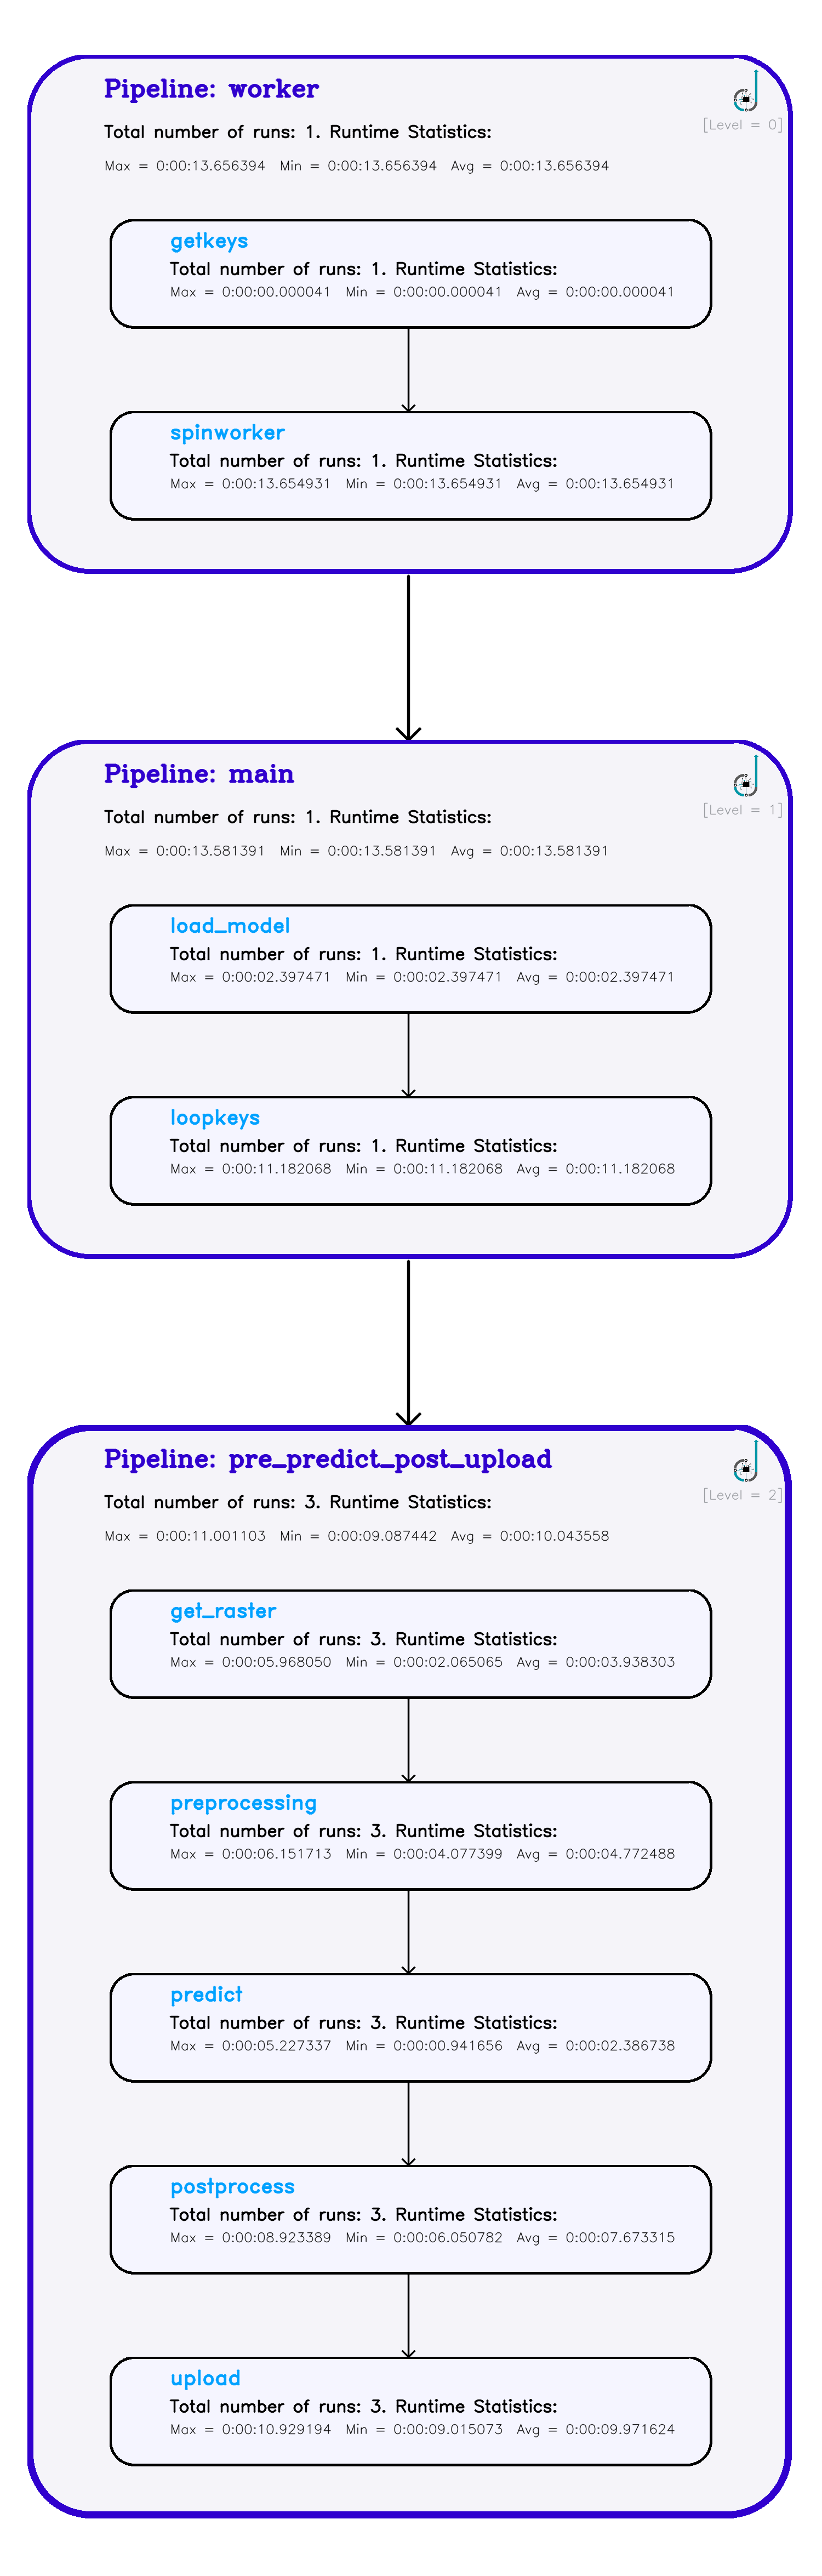 Pipeline: worker
[Level = 0]
Total number of runs: 1. Runtime Statistics:
Max = 0:00:13.656394 Min = 0:00:13.656394 Avg = 0:00:13.656394
getkeys
Total number of runs: 1. Runtime Statistics:
Max = 0:00:00.000041 Min = 0:00:00.000041 Avg = 0:00:00.000041
spinworker
Total number of runs: 1. Runtime Statistics:
Max = 0:00:13.654931 Min = 0:00:13.654931 Avg = 0:00:13.654931
Pipeline: main
[Level = 1]
Total number of runs: 1. Runtime Statistics:
Max = 0:00:13.581391 Min = 0:00:13.581391 Avg = 0:00:13.581391
load_model
Total number of runs: 1. Runtime Statistics:
Max = 0:00:02.397471 Min = 0:00:02.397471 Avg = 0:00:02.397471
loopkeys
Total number of runs: 1. Runtime Statistics:
Max = 0:00:11.182068 Min = 0:00:11.182068 Avg = 0:00:11.182068
Pipeline: pre_predict_post_upload
[Level = 2]
Total number of runs: 3. Runtime Statistics:
Max = 0:00:11.001103 Min = 0:00:09.087442 Avg = 0:00:10.043558
get_raster
Total number of runs: 3. Runtime Statistics:
Max = 0:00:05.968050 Min = 0:00:02.065065 Avg = 0:00:03.938303
preprocessing
Total number of runs: 3. Runtime Statistics:
Max = 0:00:06.151713 Min = 0:00:04.077399 Avg = 0:00:04.772488
predict
Total number of runs: 3. Runtime Statistics:
Max = 0:00:05.227337 Min = 0:00:00.941656 Avg = 0:00:02.386738
postprocess
Total number of runs: 3. Runtime Statistics:
Max = 0:00:08.923389 Min = 0:00:06.050782 Avg = 0:00:07.673315
upload
Total number of runs: 3. Runtime Statistics:
Max = 0:00:10.929194 Min = 0:00:09.015073 Avg = 0:00:09.971624